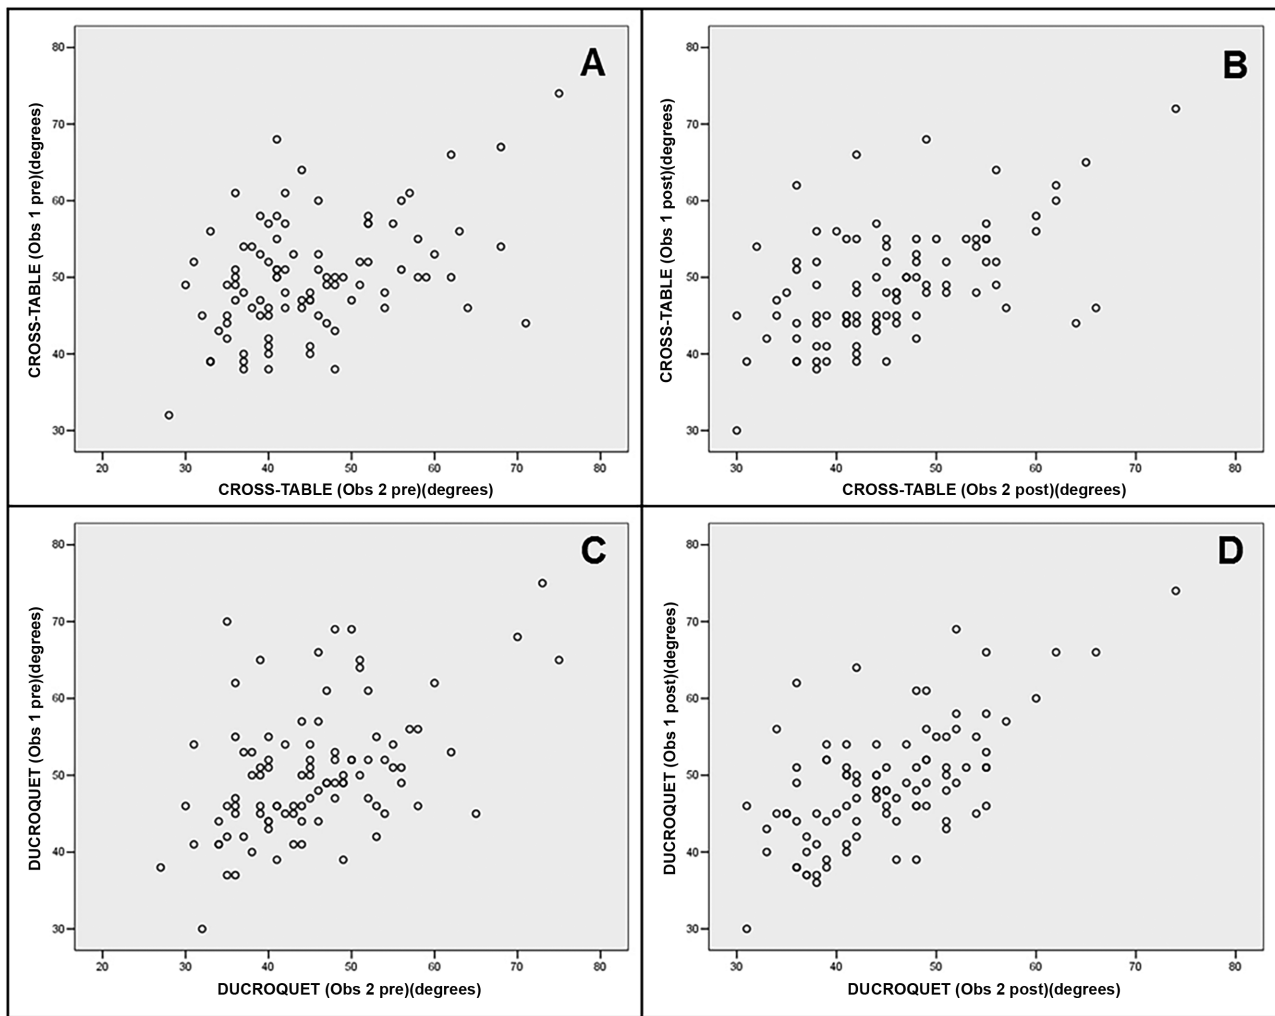 A
80
70
60
50
40
30
CROSS-TABLE (Obs 1 pre)(degrees)
20 30 40 50 60 70 80
CROSS-TABLE (Obs 2 pre)(degrees)
B
80
70
60
50
40
30
CROSS-TABLE (Obs 1 post)(degrees)
30 40 50 60 70 80
CROSS-TABLE (Obs 2 post)(degrees)
C
80
70
60
50
40
30
DUCROQUET (Obs 1 pre)(degrees)
20 30 40 50 60 70 80
DUCROQUET (Obs 2 pre)(degrees)
D
80
70
60
50
40
30
DUCROQUET (Obs 1 post)(degrees)
30 40 50 60 70 80
DUCROQUET (Obs 2 post)(degrees)